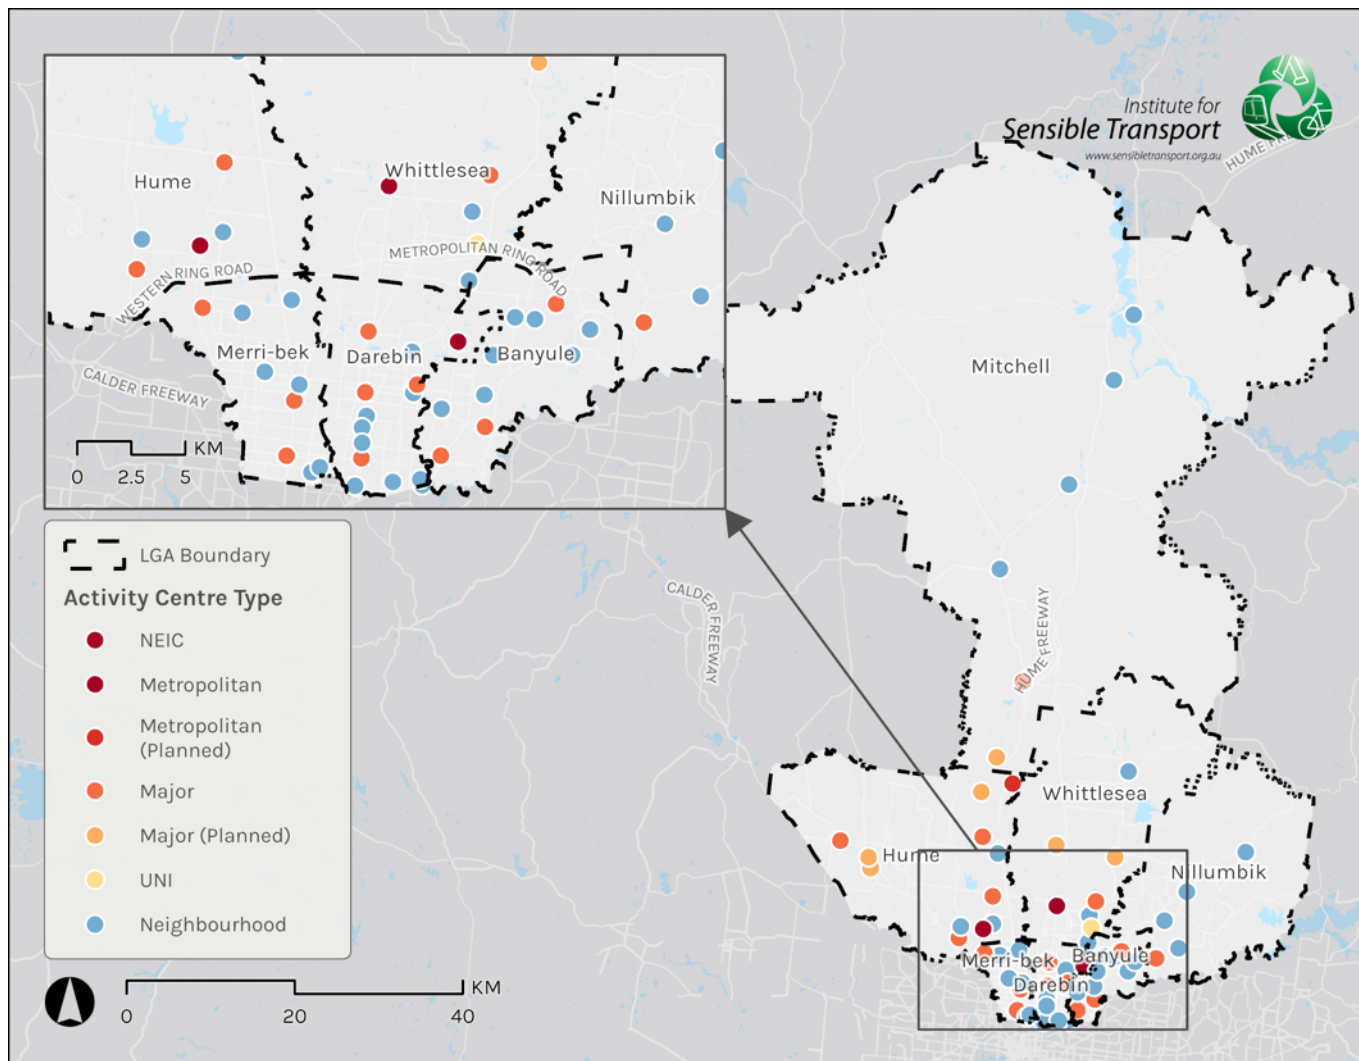 Institute for
Sensible Transport
www.sensibletransport.org.au
HUME FRE
Whittlesea
Hume
Nillumbik
METROPOLITAN RING ROAD
WESTERN RING ROAD
Merri-bek
Darebin
Banyule
CALDER FREEWAY
KM
0
2.5
5
Mitchell
LGA Boundary
Activity Centre Type
NEIC
Metropolitan
Metropolitan
(Planned)
Major
Major (Planned)
UNI
Neighbourhood
CALDER
FREEWAY
HUME FREEWAY
Whittlesea
Hume
Nillumbik
Merri-bek
Banyule
Darebin
KM
0
20
40